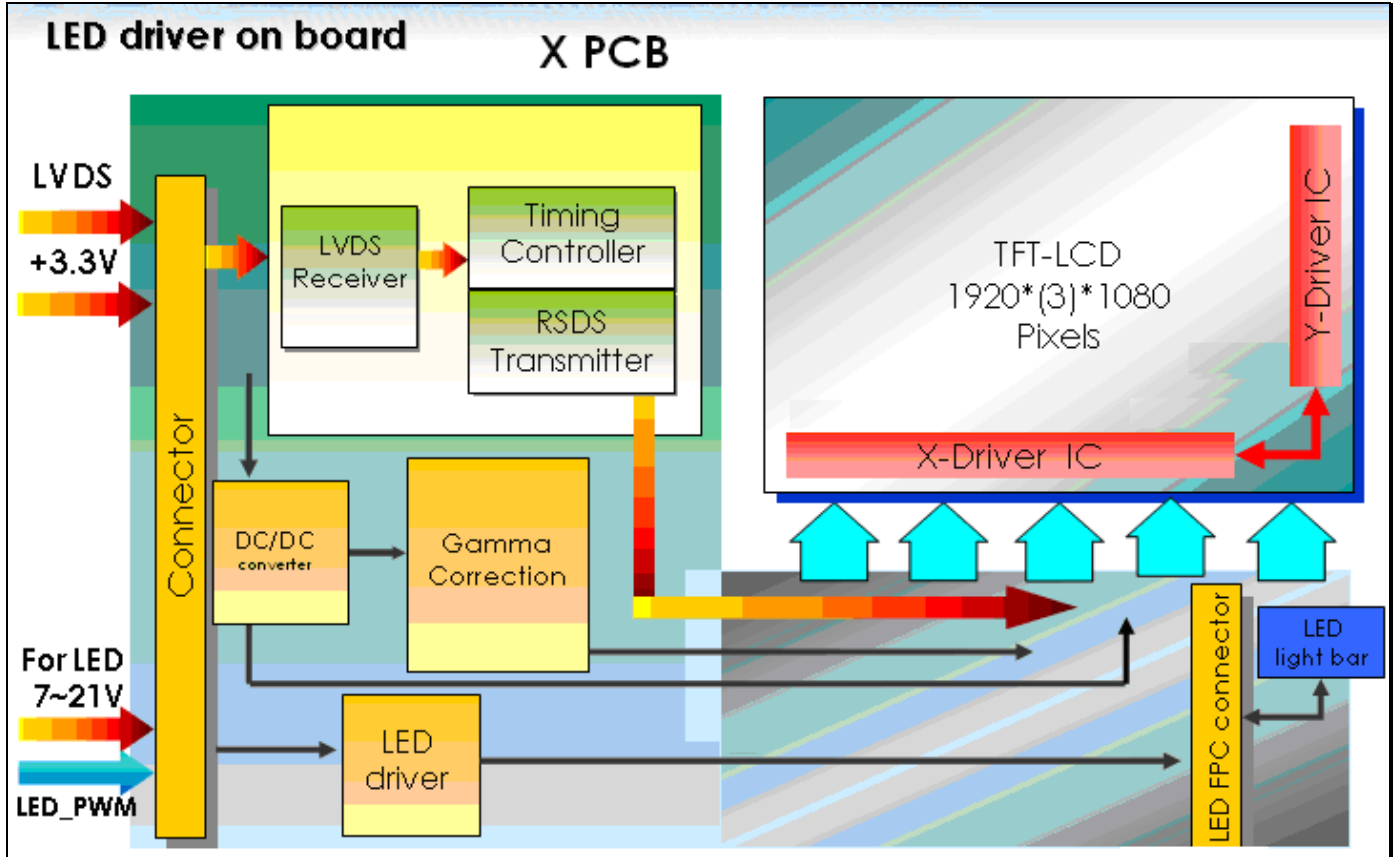 LED driver on board
X PCB
LVDS
+3.3V
Connector
LVDS
Receiver
Timing
Controller
RSDS
Transmitter
TFT-LCD
1920*(3)*1080
Pixels
Y-Driver IC
X-Driver IC
DC/DC
converter
Gamma
Correction
For LED
7~21V
LED_PWM
LED
driver
LED FPC connector
LED
light bar